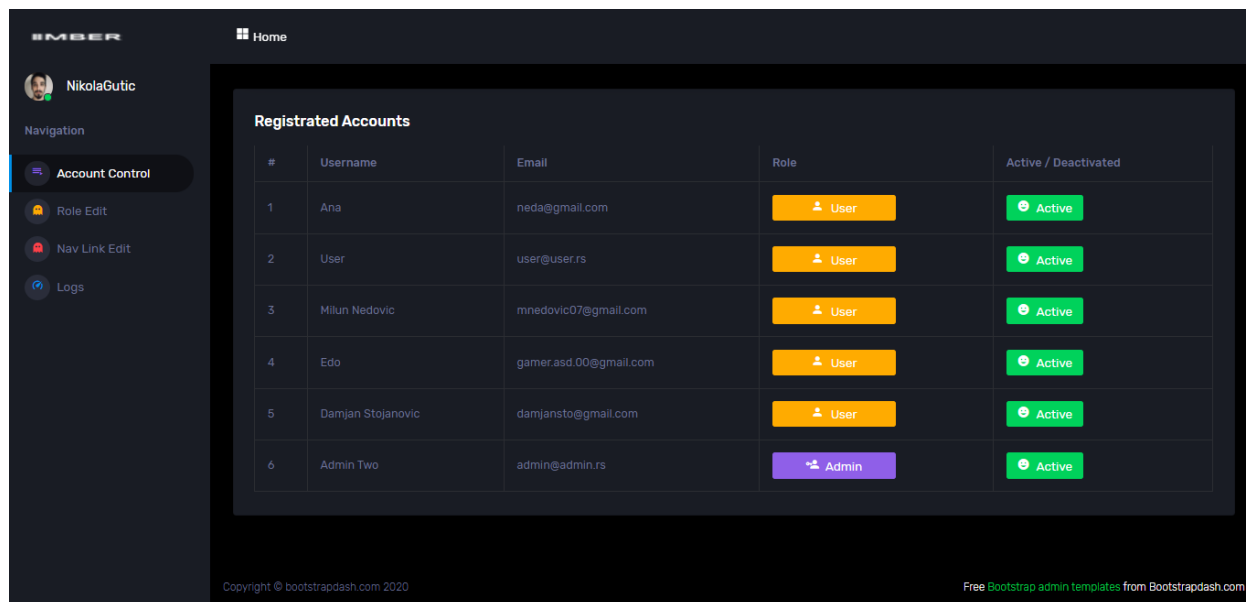 IIMBER
Home
NikolaGutic
Navigation
Account Control
Role Edit
Nav Link Edit
Logs
Registrated Accounts
# Username Email Role Active / Deactivated
1 Ana neda@gmail.com User Active
2 User user@user.rs User Active
3 Milun Nedovic mnedovic07@gmail.com User Active
4 Edo gamer.asd.00@gmail.com User Active
5 Damjan Stojanovic damjansto@gmail.com User Active
6 Admin Two admin@admin.rs Admin Active
Copyright © bootstrapdash.com 2020 Free Bootstrap admin templates from Bootstrapdash.com